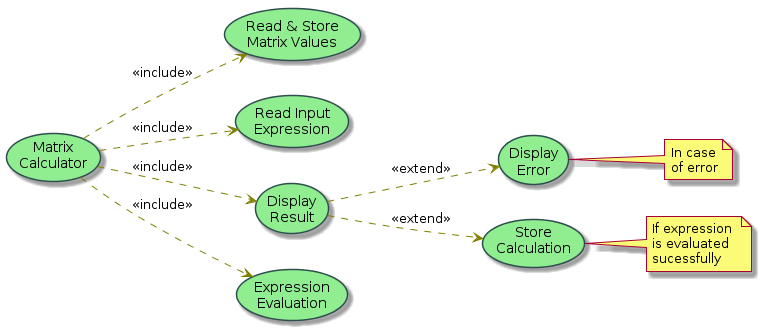 Read & Store
Matrix Values
«include»
Read Input
Expression
«include»
Matrix
Calculator
«include»
Display
Result
«include»
Expression
Evaluation
«extend»
Display
Error
In case
of error
«extend»
Store
Calculation
If expression
is evaluated
sucessfully